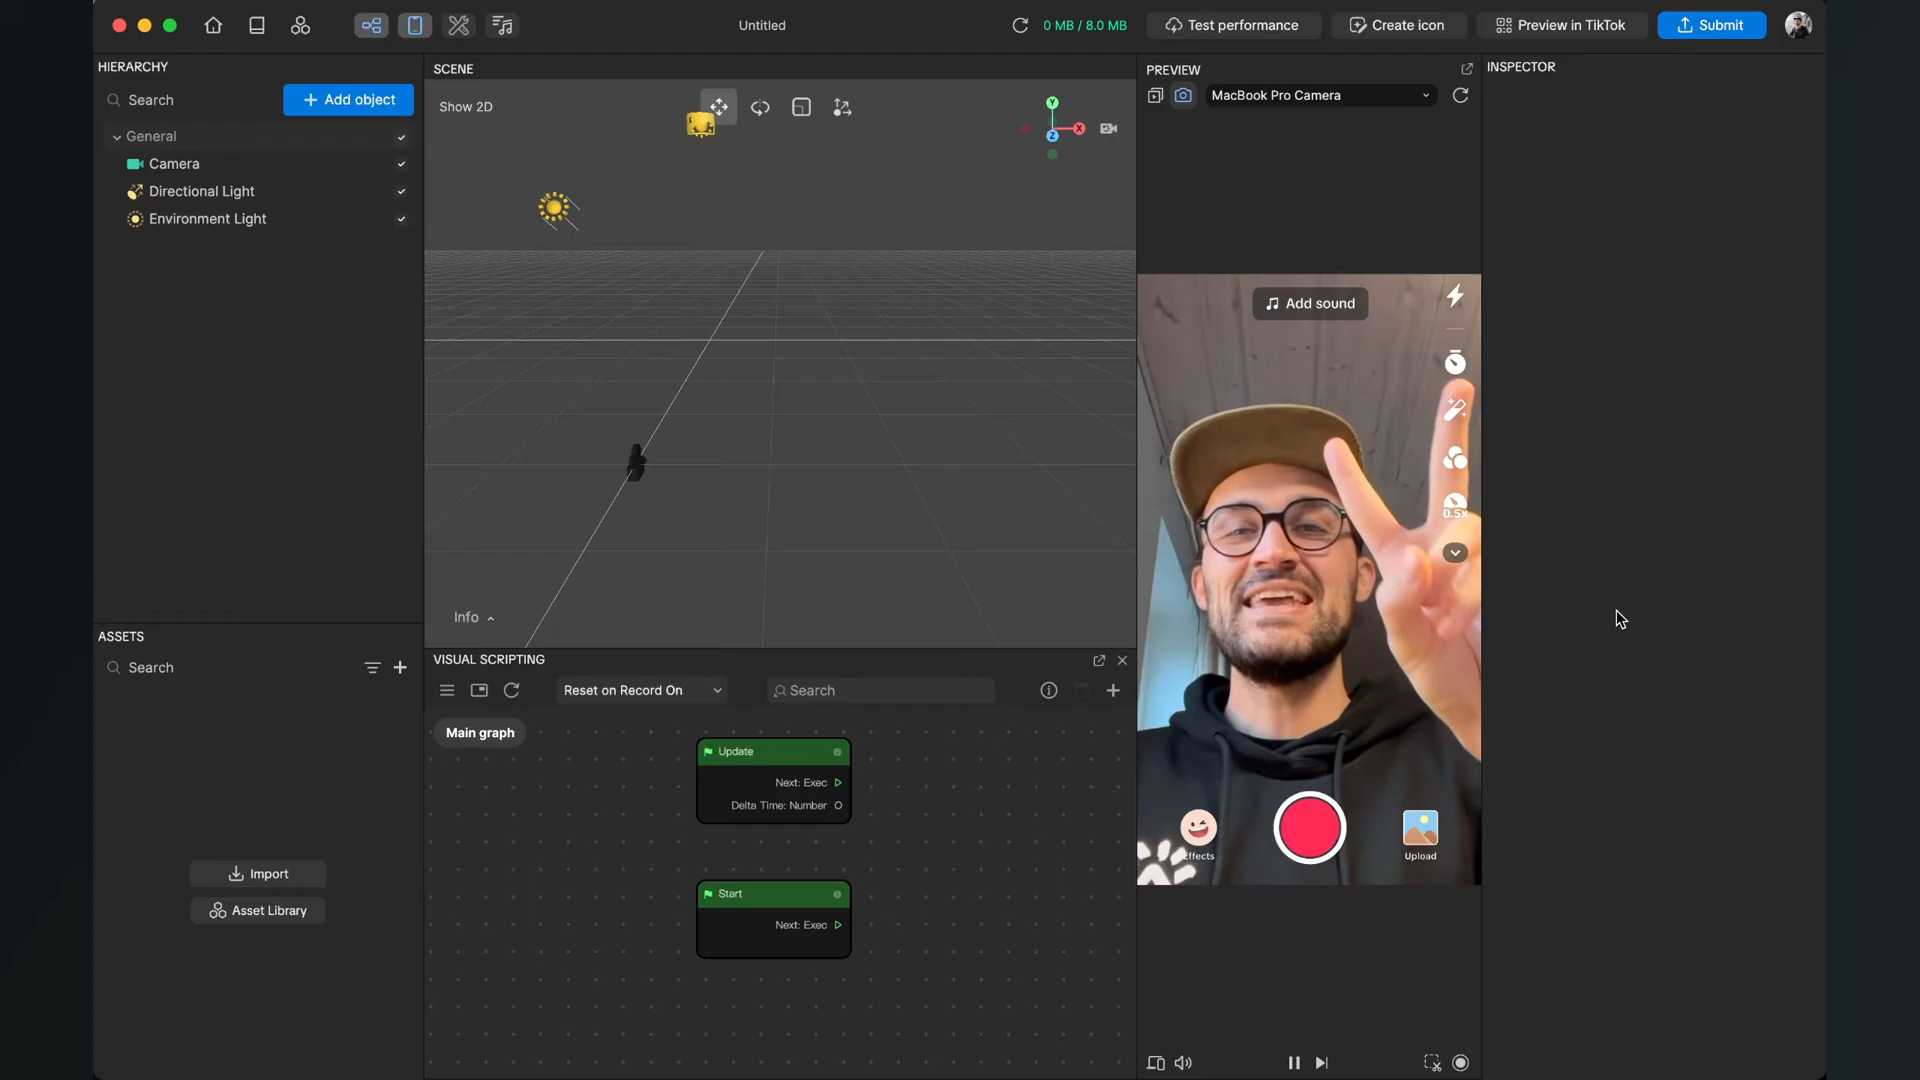 Untitled
0 MB / 8.0 MB
Test performance
Create icon
Preview in TikTok
Submit
HIERARCHY
Search
Add object
General
Camera
Directional Light
Environment Light
SCENE
Show 2D
Y
X
Z
Info
PREVIEW
MacBook Pro Camera
Add sound
0.5x
Effects
Upload
INSPECTOR
ASSETS
Search
Import
Asset Library
VISUAL SCRIPTING
Reset on Record On
Search
Main graph
Update
Next: Exec
Delta Time: Number
Start
Next: Exec